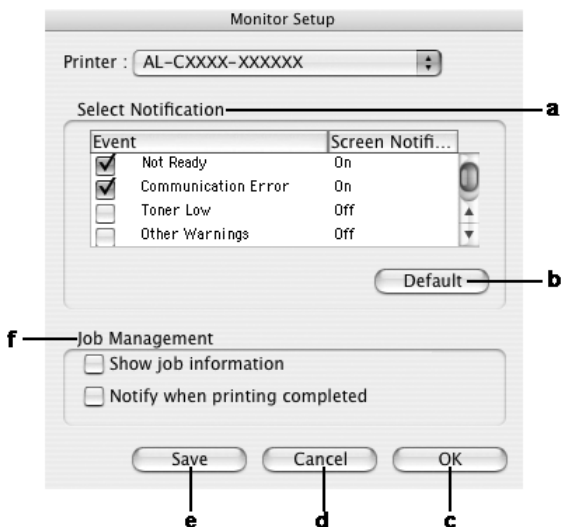 Monitor Setup
Printer : AL-CXXXX-XXXXXX
Select Notification a
Event Screen Notifi...
Not Ready On
Communication Error On
Toner Low Off
Other Warnings Off
Default b
f Job Management
Show job information
Notify when printing completed
Save Cancel OK
e d c